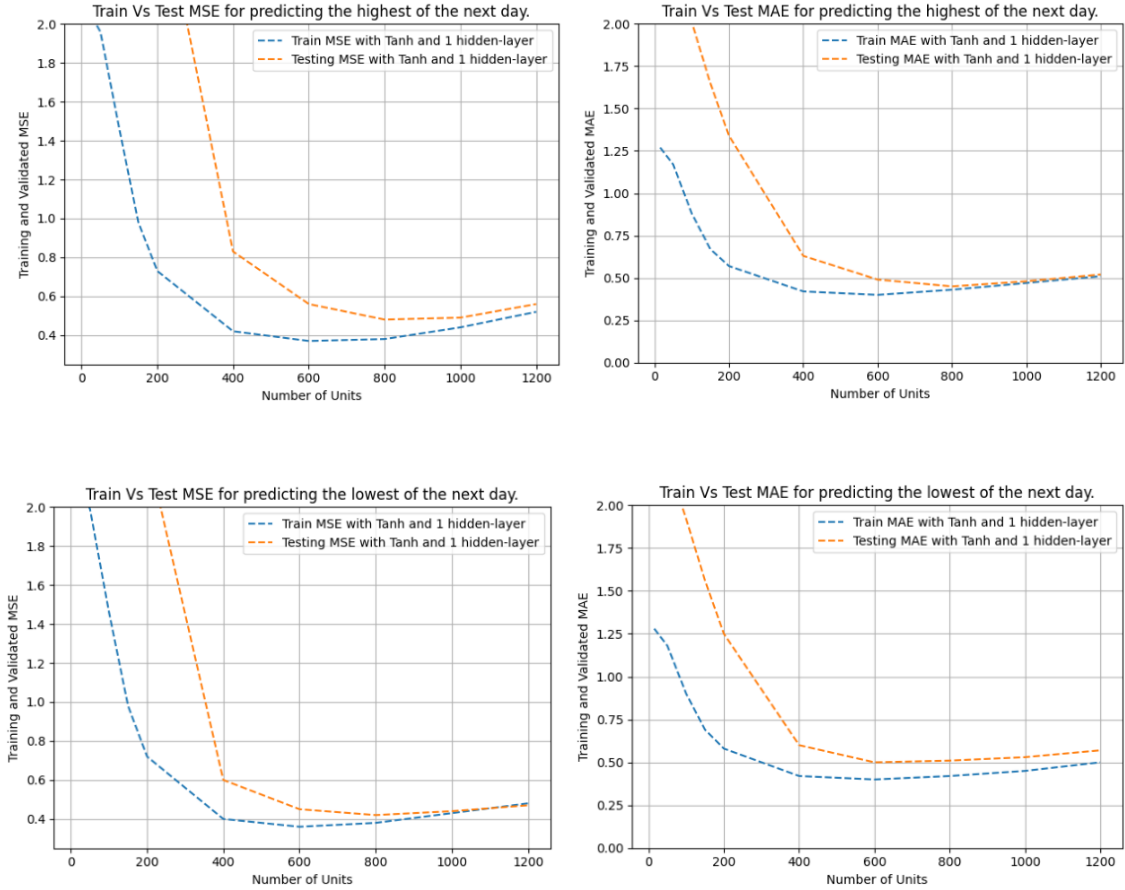 Train Vs Test MSE for predicting the highest of the next day.
2.0
1.8
1.6
1.4
1.2
1.0
0.8
0.6
0.4
Training and Validated MSE
Train MSE with Tanh and 1 hidden-layer
Testing MSE with Tanh and 1 hidden-layer
0 200 400 600 800 1000 1200
Number of Units
Train Vs Test MAE for predicting the highest of the next day.
2.00
1.75
1.50
1.25
1.00
0.75
0.50
0.25
0.00
Training and Validated MAE
Train MAE with Tanh and 1 hidden-layer
Testing MAE with Tanh and 1 hidden-layer
0 200 400 600 800 1000 1200
Number of Units
Train Vs Test MSE for predicting the lowest of the next day.
2.0
1.8
1.6
1.4
1.2
1.0
0.8
0.6
0.4
Training and Validated MSE
Train MSE with Tanh and 1 hidden-layer
Testing MSE with Tanh and 1 hidden-layer
0 200 400 600 800 1000 1200
Number of Units
Train Vs Test MAE for predicting the lowest of the next day.
2.00
1.75
1.50
1.25
1.00
0.75
0.50
0.25
0.00
Training and Validated MAE
Train MAE with Tanh and 1 hidden-layer
Testing MAE with Tanh and 1 hidden-layer
0 200 400 600 800 1000 1200
Number of Units